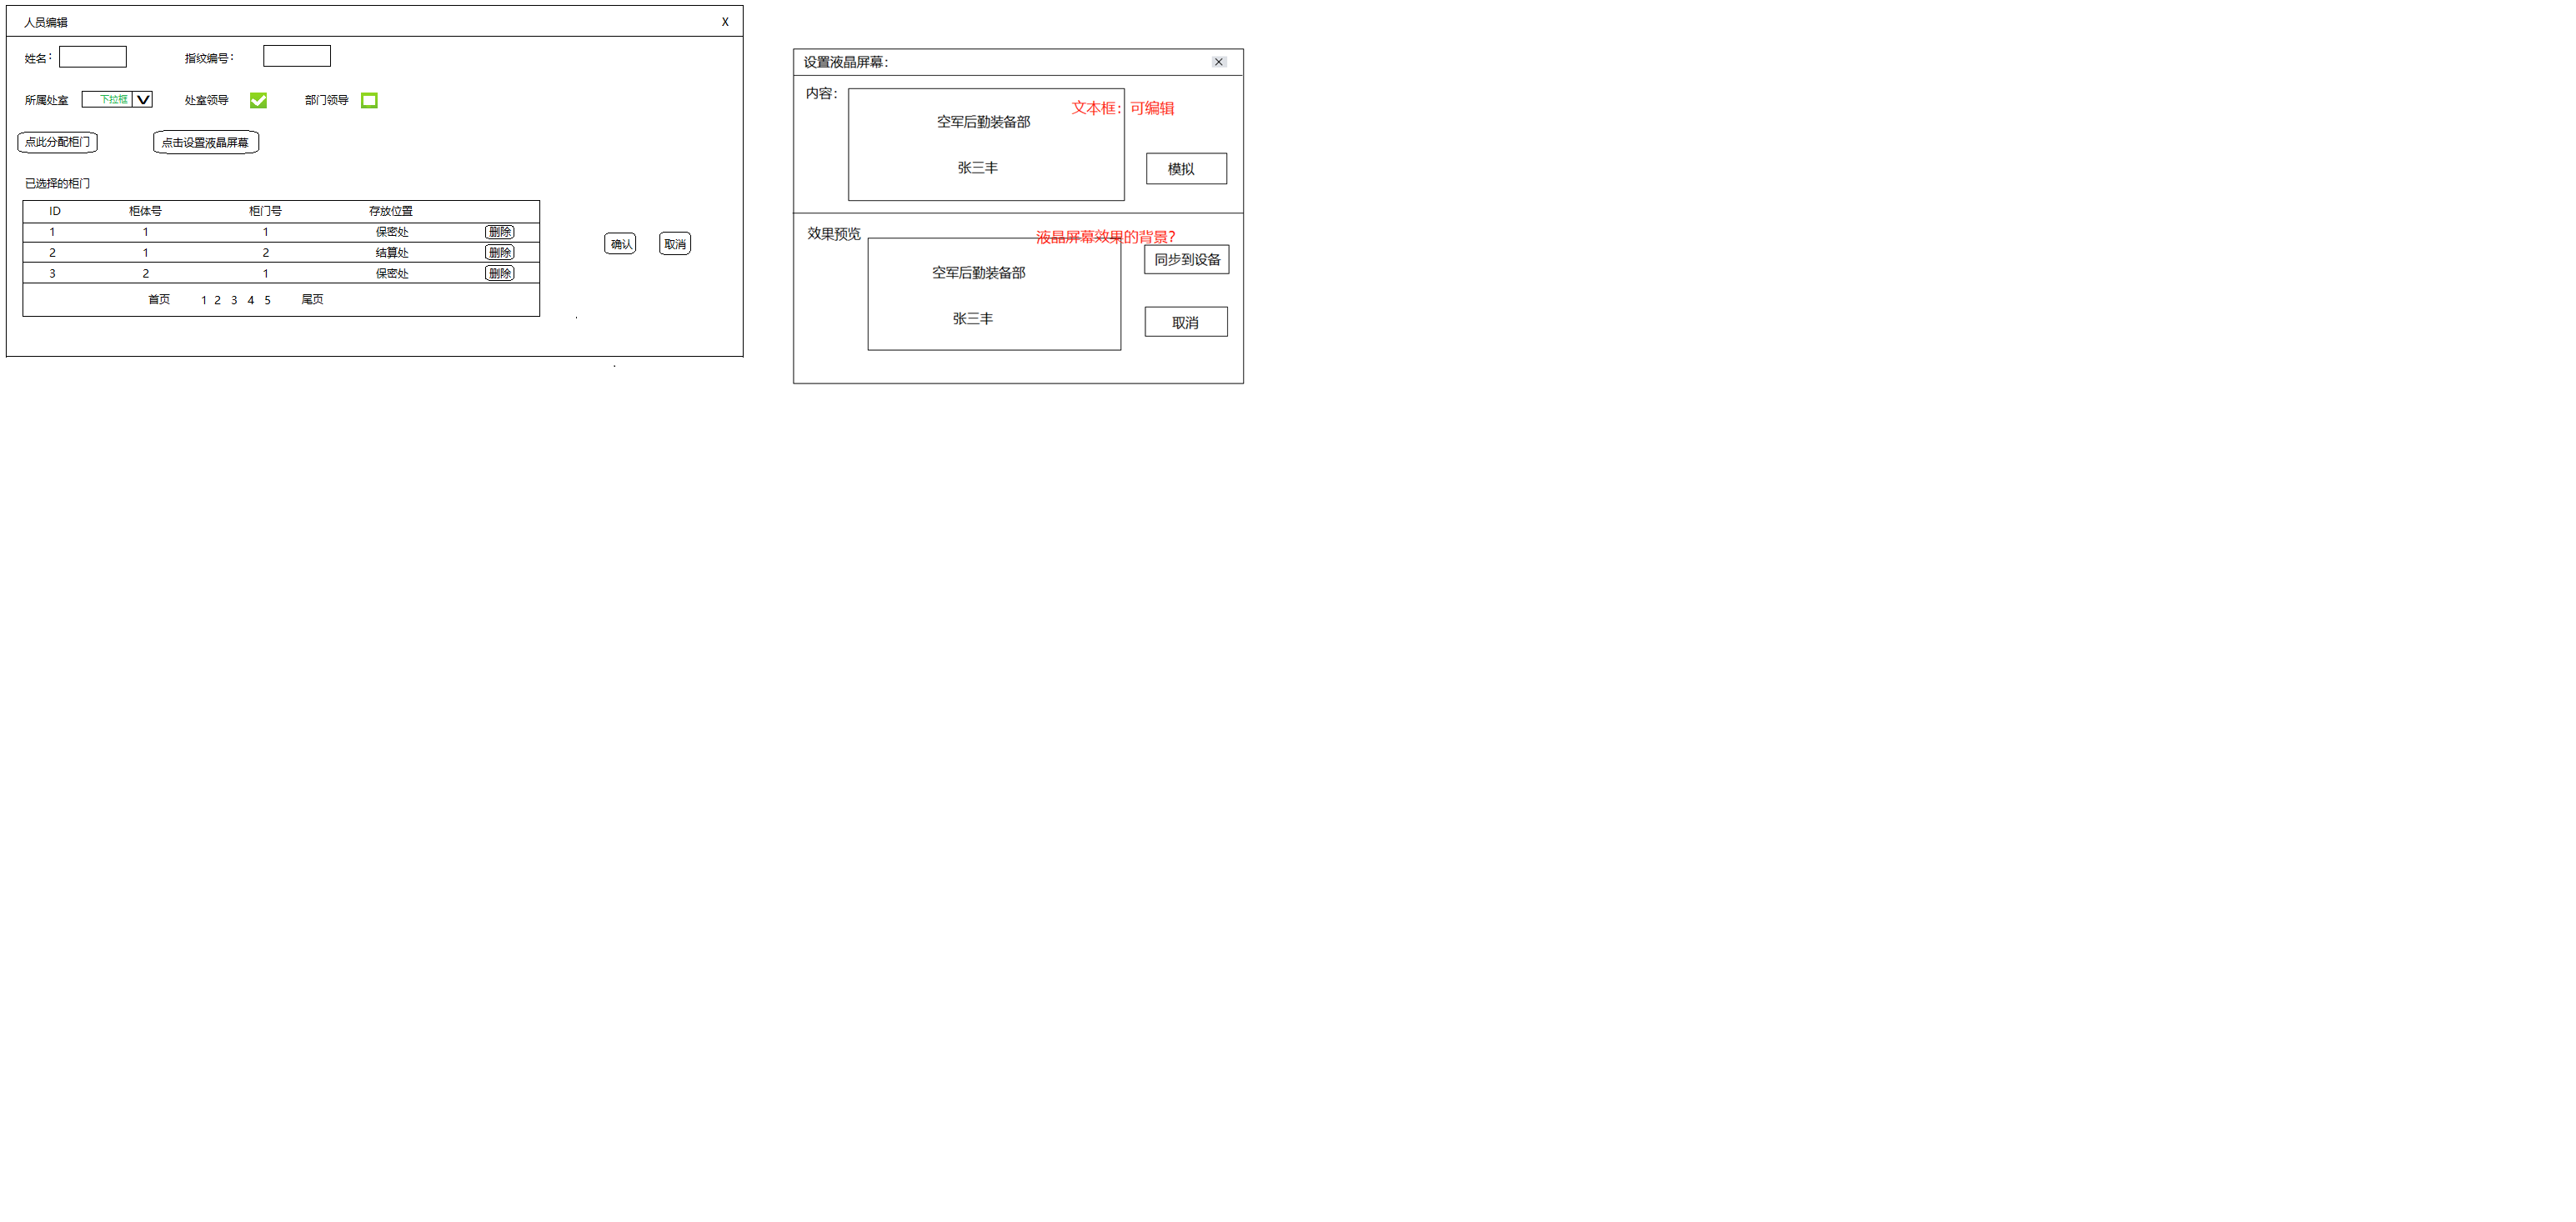 人员编辑 X
姓名： 指纹编号：
所属处室 下拉框 V 处室领导 部门领导
点此分配柜门 点击设置液晶屏幕
已选择的柜门
ID 柜体号 柜门号 存放位置
1 1 1 保密处 删除
2 1 2 结算处 删除
3 2 1 保密处 删除
首页 1 2 3 4 5 尾页
确认 取消
设置液晶屏幕：
内容：
文本框：可编辑
空军后勤装备部
张三丰
模拟
效果预览
液晶屏幕效果的背景？
空军后勤装备部
张三丰
同步到设备
取消